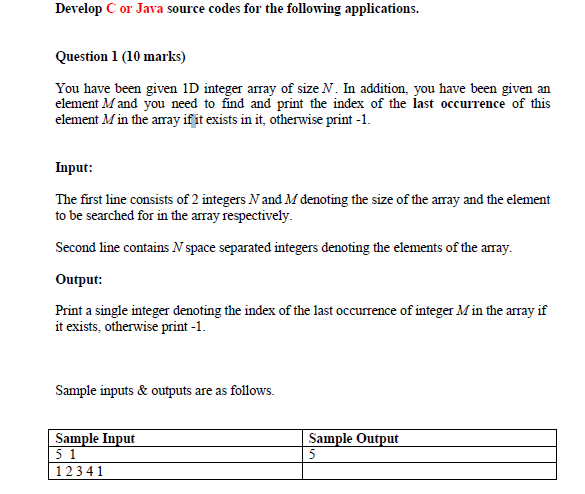 Develop C or Java source codes for the following applications.
Question 1 (10 marks)
You have been given 1D integer array of size N. In addition, you have been given an
element M and you need to find and print the index of the last occurrence of this
element M in the array if it exists in it, otherwise print -1.
Input:
The first line consists of 2 integers N and M denoting the size of the array and the element
to be searched for in the array respectively.
Second line contains N space separated integers denoting the elements of the array.
Output:
Print a single integer denoting the index of the last occurrence of integer M in the array if
it exists, otherwise print -1.
Sample inputs & outputs are as follows.
Sample Input Sample Output
5 1 5
1 2 3 4 1